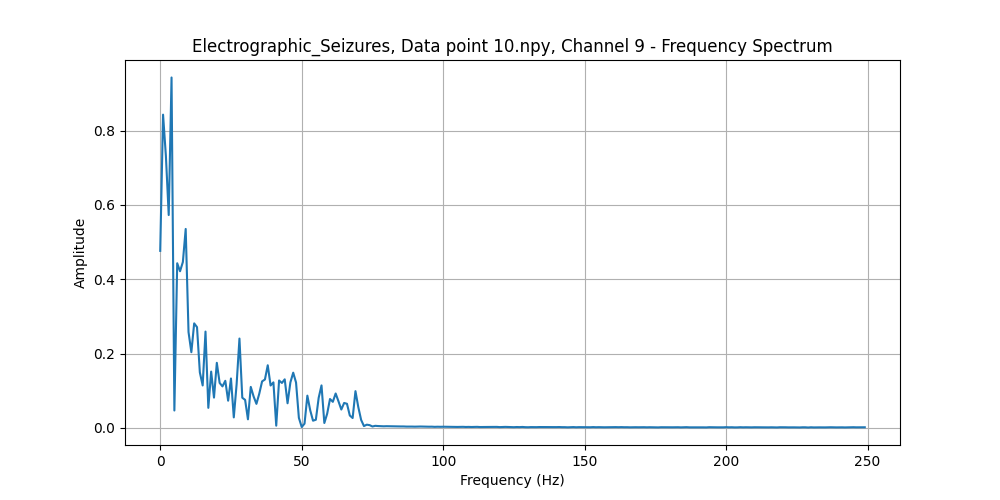 Electrographic_Seizures, Data point 10.npy, Channel 9 - Frequency Spectrum
Amplitude
0.8
0.6
0.4
0.2
0.0
0 50 100 150 200 250
Frequency (Hz)